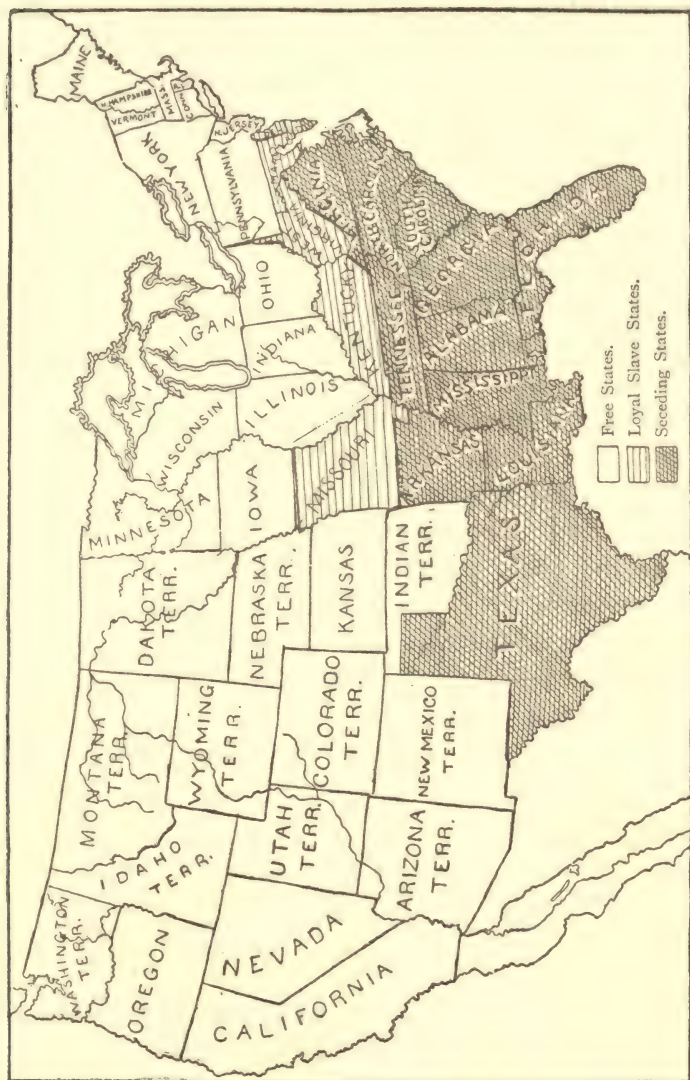 WASHINGTON
TERR.
OREGON
CALIFORNIA
NEVADA
IDAHO
TERR.
MONTANA
TERR.
WYOMING
TERR.
UTAH
TERR.
COLORADO
TERR.
ARIZONA
TERR.
NEW MEXICO
TERR.
DAKOTA
TERR.
NEBRASKA
TERR.
KANSAS
INDIAN
TERR.
TEXAS
MINNESOTA
IOWA
MISSOURI
ARKANSAS
LOUISIANA
WISCONSIN
ILLINOIS
MICHIGAN
INDIANA
OHIO
KENTUCKY
TENNESSEE
MISSISSIPPI
ALABAMA
GEORGIA
FLORIDA
SOUTH
CAROLINA
NORTH CAROLINA
VIRGINIA
PENNSYLVANIA
N. JERSEY
NEW YORK
VERMONT
N. HAMPSHIRE
MASS.
CONN.
MAINE
Free States.
Loyal Slave States.
Seceding States.